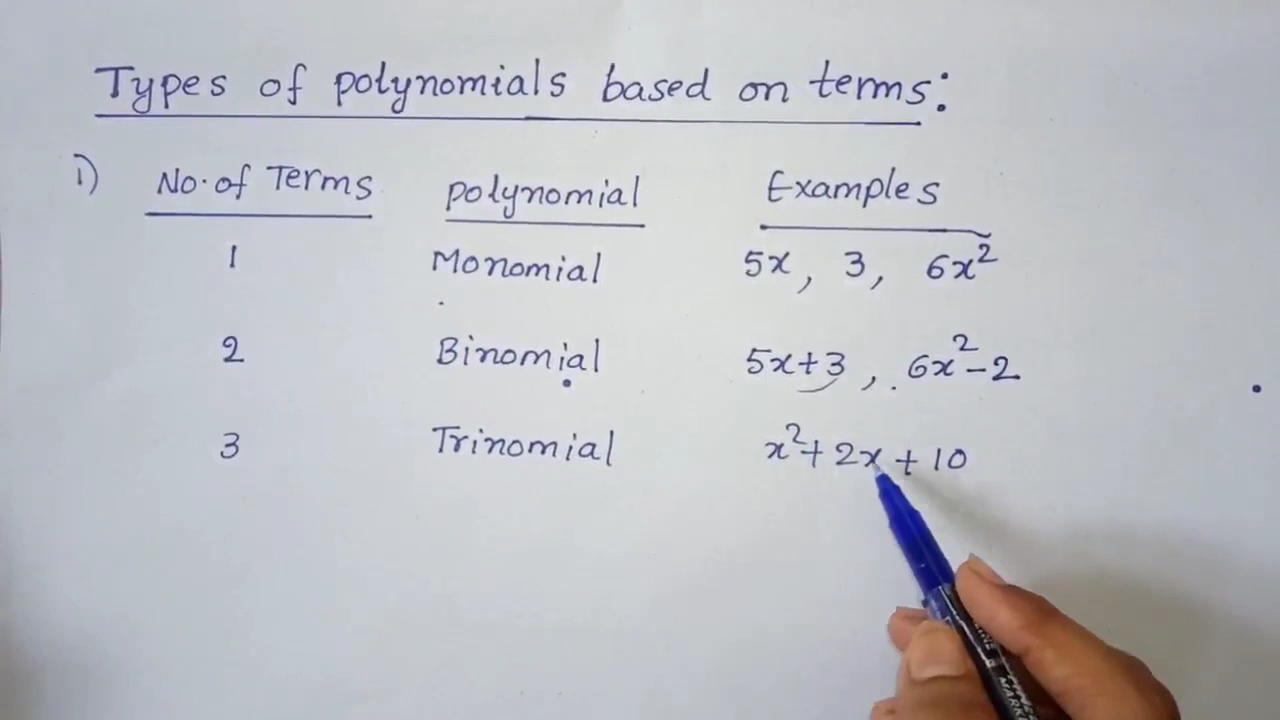 Types of polynomials based on terms:
i) No. of Terms polynomial Examples
1 Monomial 5x, 3, 6x²
2 Binomial 5x+3, 6x²-2
3 Trinomial x²+2x+10